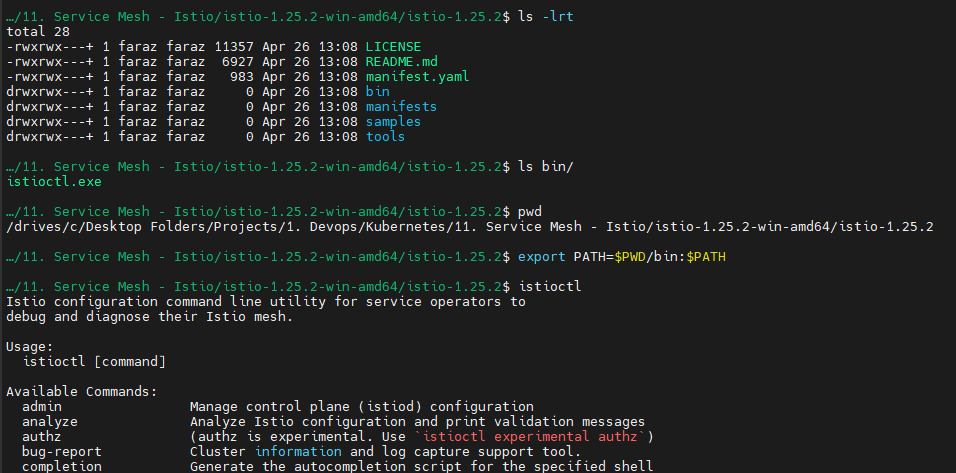 …/11. Service Mesh - Istio/istio-1.25.2-win-amd64/istio-1.25.2$ ls -lrt
total 28
-rwxrwx---+ 1 faraz faraz 11357 Apr 26 13:08 LICENSE
-rwxrwx---+ 1 faraz faraz  6927 Apr 26 13:08 README.md
-rwxrwx---+ 1 faraz faraz   983 Apr 26 13:08 manifest.yaml
drwxrwx---+ 1 faraz faraz     0 Apr 26 13:08 bin
drwxrwx---+ 1 faraz faraz     0 Apr 26 13:08 manifests
drwxrwx---+ 1 faraz faraz     0 Apr 26 13:08 samples
drwxrwx---+ 1 faraz faraz     0 Apr 26 13:08 tools
…/11. Service Mesh - Istio/istio-1.25.2-win-amd64/istio-1.25.2$ ls bin/
istioctl.exe
…/11. Service Mesh - Istio/istio-1.25.2-win-amd64/istio-1.25.2$ pwd
/drives/c/Desktop Folders/Projects/1. Devops/Kubernetes/11. Service Mesh - Istio/istio-1.25.2-win-amd64/istio-1.25.2
…/11. Service Mesh - Istio/istio-1.25.2-win-amd64/istio-1.25.2$ export PATH=$PWD/bin:$PATH
…/11. Service Mesh - Istio/istio-1.25.2-win-amd64/istio-1.25.2$ istioctl
Istio configuration command line utility for service operators to
debug and diagnose their Istio mesh.
Usage:
  istioctl [command]
Available Commands:
  admin                Manage control plane (istiod) configuration
  analyze              Analyze Istio configuration and print validation messages
  authz                (authz is experimental. Use `istioctl experimental authz`)
  bug-report           Cluster information and log capture support tool.
  completion           Generate the autocompletion script for the specified shell